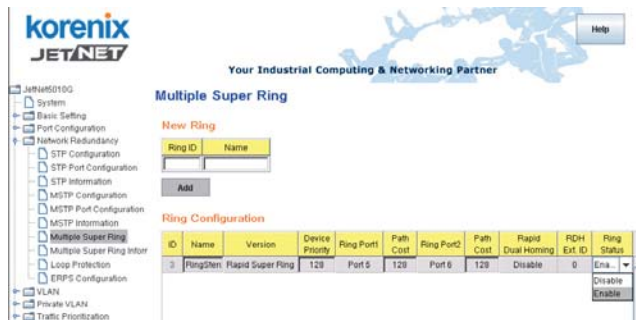 korenix
JETNET
Help
Your Industrial Computing & Networking Partner
JetNet5010G
System
Basic Setting
Port Configuration
Network Redundancy
STP Configuration
STP Port Configuration
STP Information
MSTP Configuration
MSTP Port Configuration
MSTP Information
Multiple Super Ring
Multiple Super Ring Inforr
Loop Protection
ERPS Configuration
VLAN
Private VLAN
Traffic Prioritization
Multiple Super Ring
New Ring
Ring ID Name
Add
Ring Configuration
ID Name Version Device Priority Ring Port1 Path Cost Ring Port2 Path Cost Rapid Dual Homing RDH Ext. ID Ring Status
3 RingSten Rapid Super Ring 128 Port 5 128 Port 6 128 Disable 0 Ena...
Disable
Enable